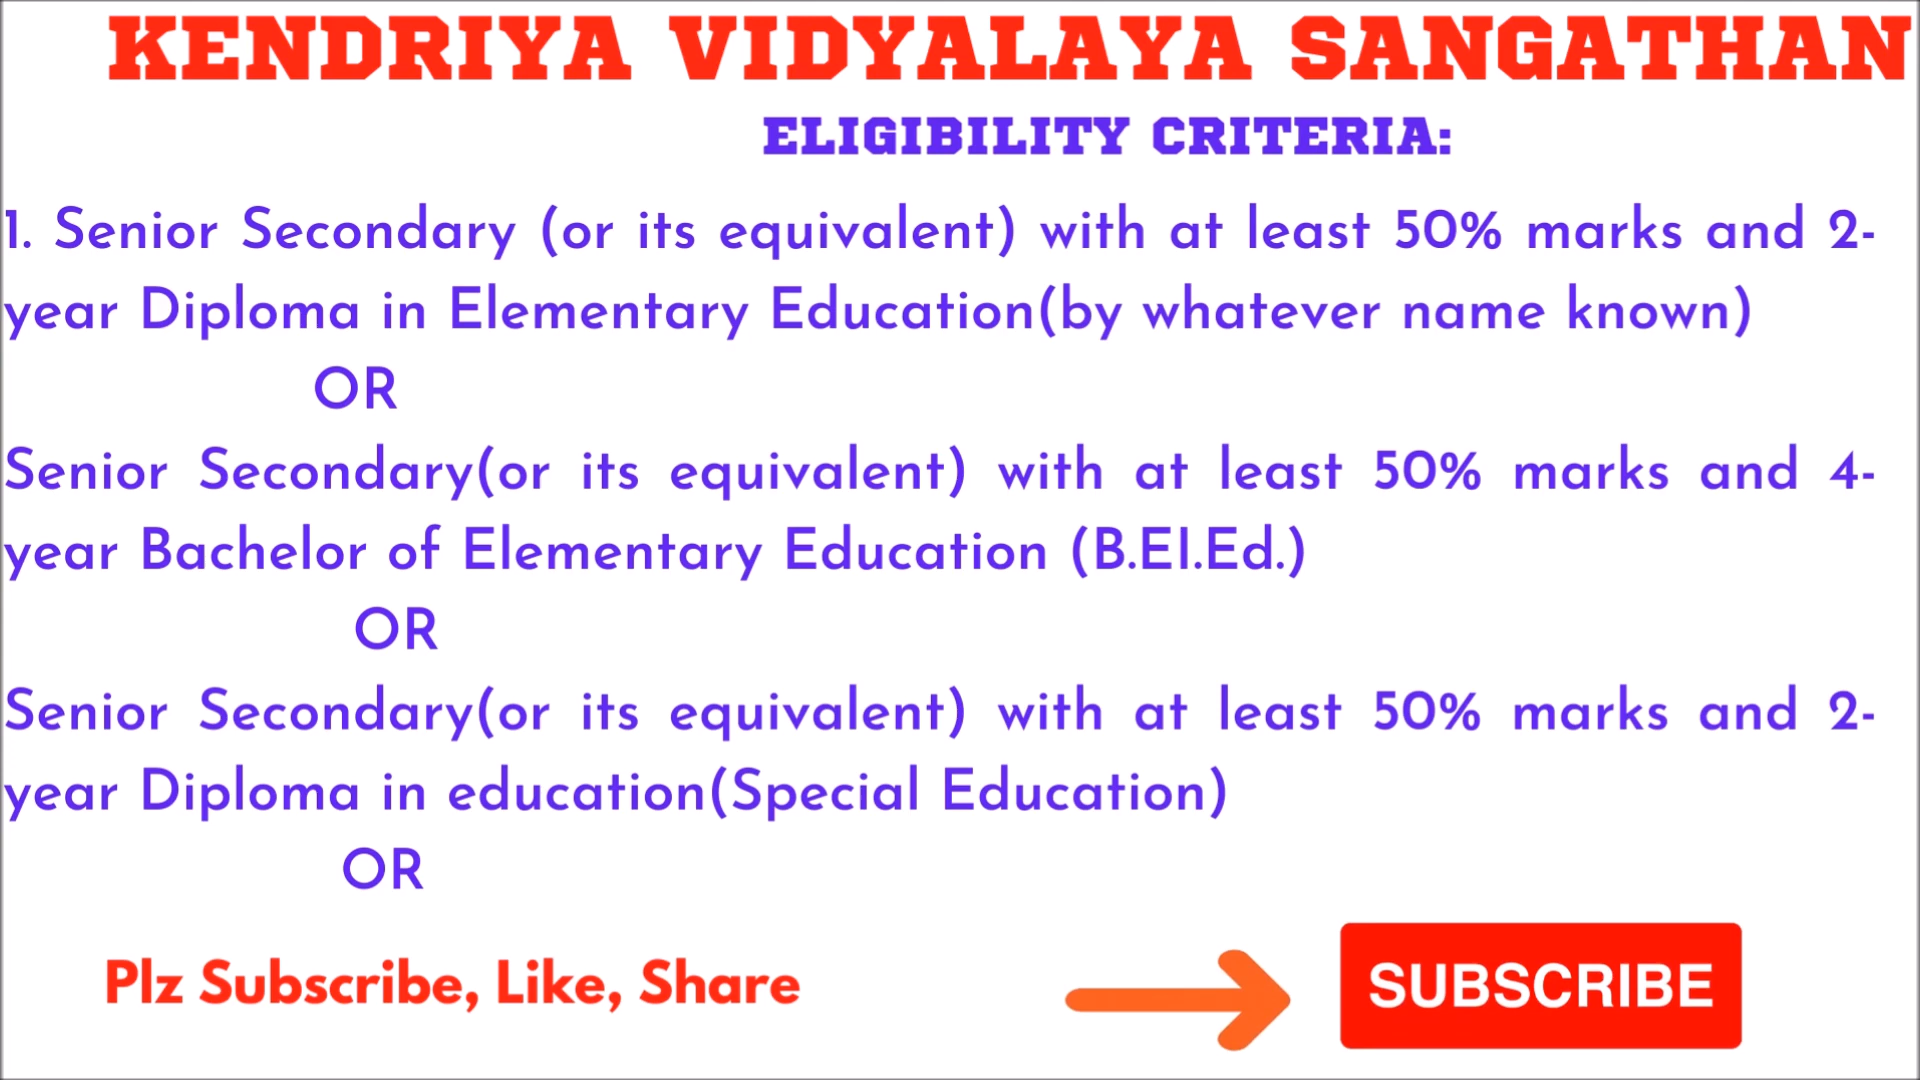 KENDRIYA VIDYALAYA SANGATHAN
ELIGIBILITY CRITERIA:
1. Senior Secondary (or its equivalent) with at least 50% marks and 2-
year Diploma in Elementary Education(by whatever name known)
OR
Senior Secondary(or its equivalent) with at least 50% marks and 4-
year Bachelor of Elementary Education (B.El.Ed.)
OR
Senior Secondary(or its equivalent) with at least 50% marks and 2-
year Diploma in education(Special Education)
OR
Plz Subscribe, Like, Share
SUBSCRIBE